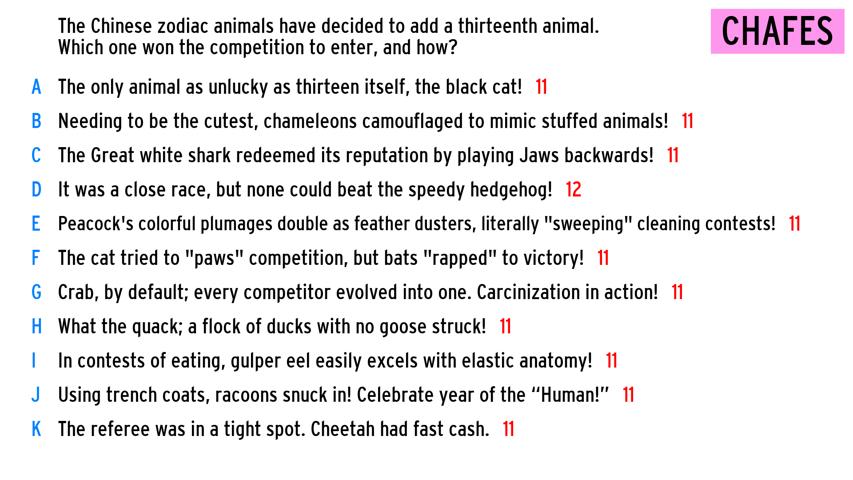 The Chinese zodiac animals have decided to add a thirteenth animal.
Which one won the competition to enter, and how?
CHAFES
A The only animal as unlucky as thirteen itself, the black cat! 11
B Needing to be the cutest, chameleons camouflaged to mimic stuffed animals! 11
C The Great white shark redeemed its reputation by playing Jaws backwards! 11
D It was a close race, but none could beat the speedy hedgehog! 12
E Peacock's colorful plumages double as feather dusters, literally "sweeping" cleaning contests! 11
F The cat tried to "paws" competition, but bats "rapped" to victory! 11
G Crab, by default; every competitor evolved into one. Carcinization in action! 11
H What the quack; a flock of ducks with no goose struck! 11
I In contests of eating, gulper eel easily excels with elastic anatomy! 11
J Using trench coats, racoons snuck in! Celebrate year of the “Human!” 11
K The referee was in a tight spot. Cheetah had fast cash. 11